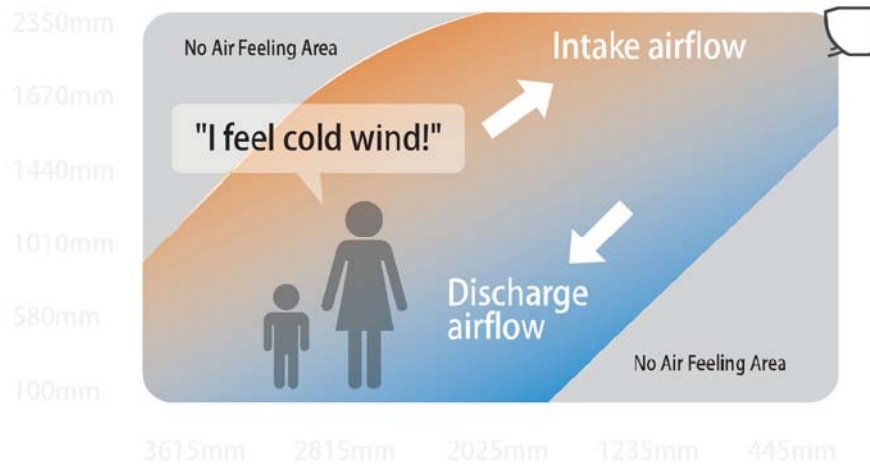 2350mm
No Air Feeling Area
Intake airflow
1670mm
"I feel cold wind!"
1440mm
1010mm
Discharge
airflow
580mm
No Air Feeling Area
100mm
3615mm 2815mm 2025mm 1235mm 445mm